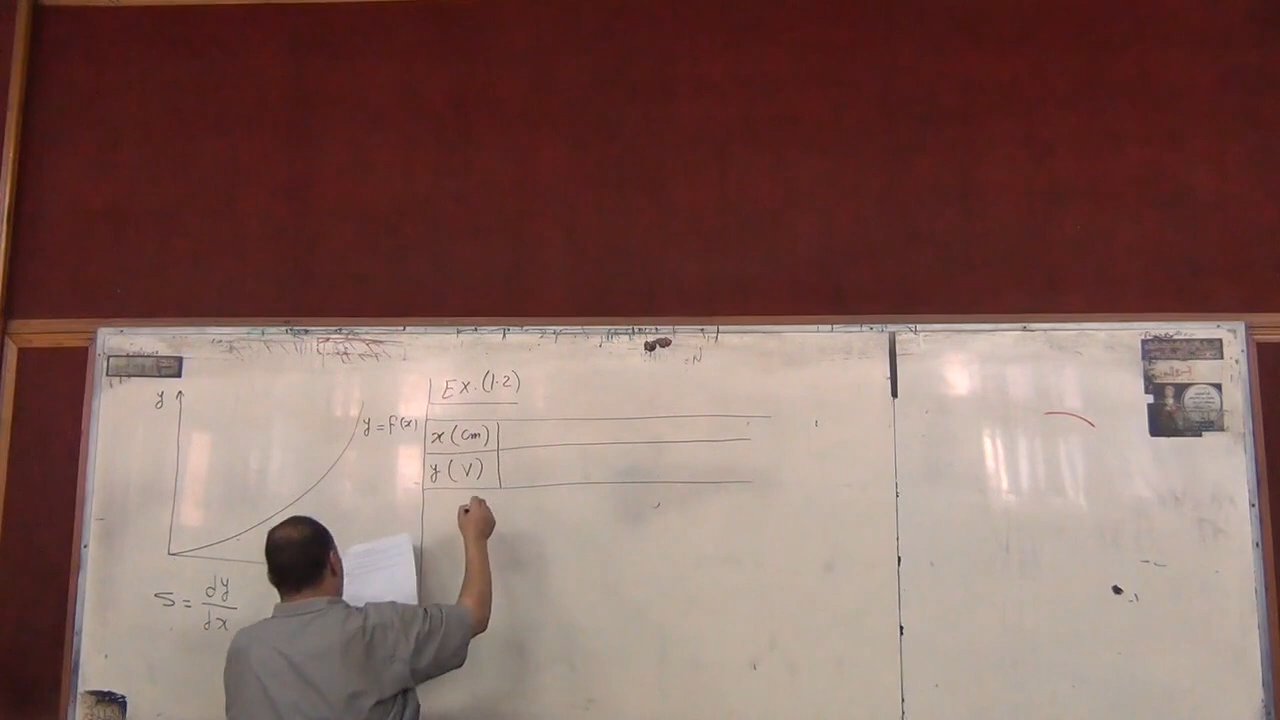 y
y = f(x)
S = dy/dx
Ex. (1.2)
x (cm)
y (V)